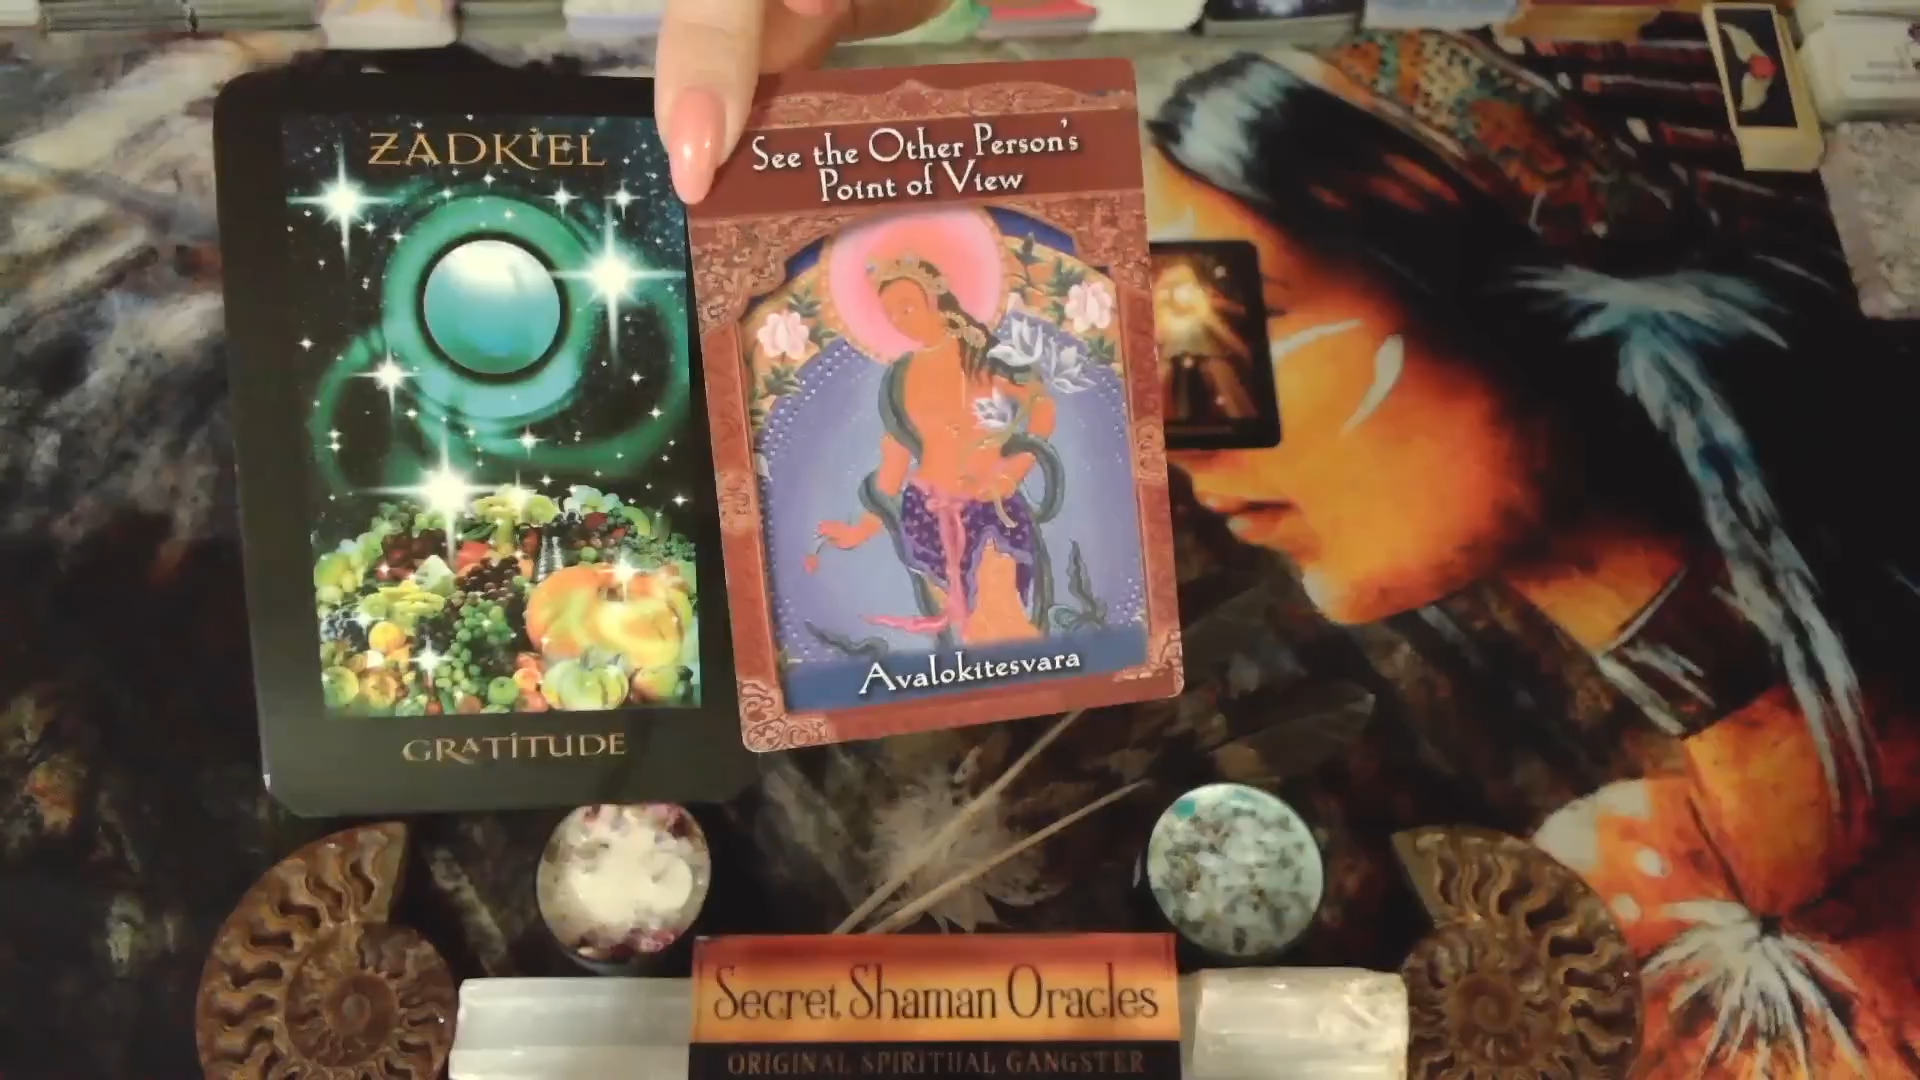 ZADKIEL
GRATITUDE
See the Other Person's
Point of View
Avalokitesvara
Secret Shaman Oracles
ORIGINAL SPIRITUAL GANGSTER